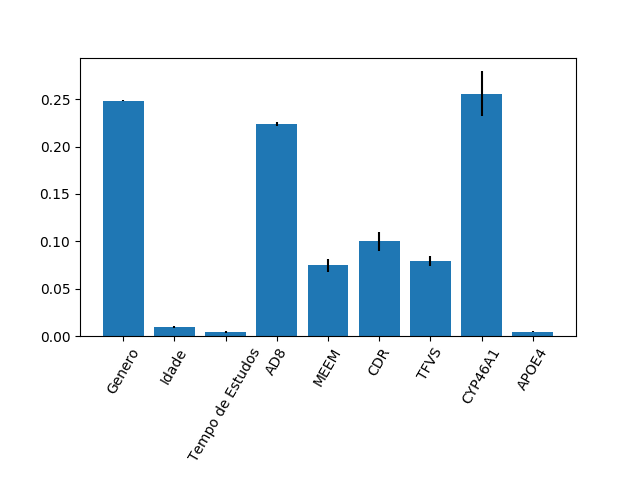 0.25
0.20
0.15
0.10
0.05
0.00
Genero
Idade
Tempo de Estudos
AD8
MEEM
CDR
TFVS
CYP46A1
APOE4